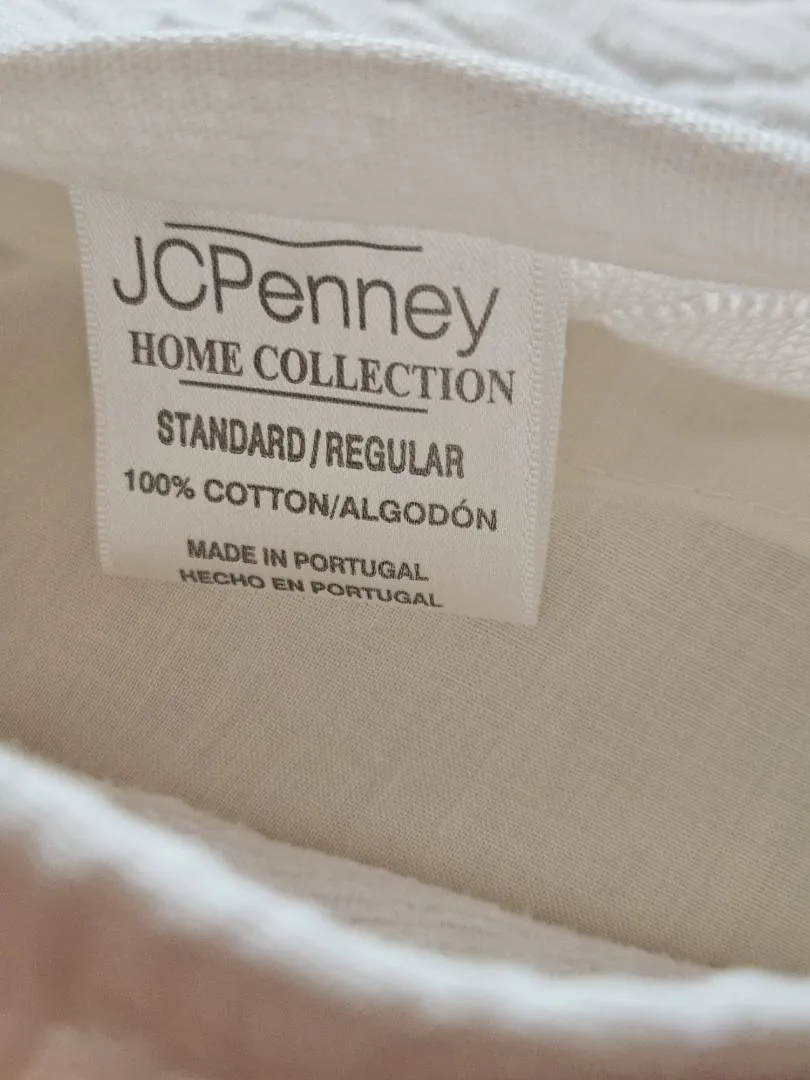 JCPenney
HOME COLLECTION
STANDARD/REGULAR
100% COTTON/ALGODÓN
MADE IN PORTUGAL
HECHO EN PORTUGAL